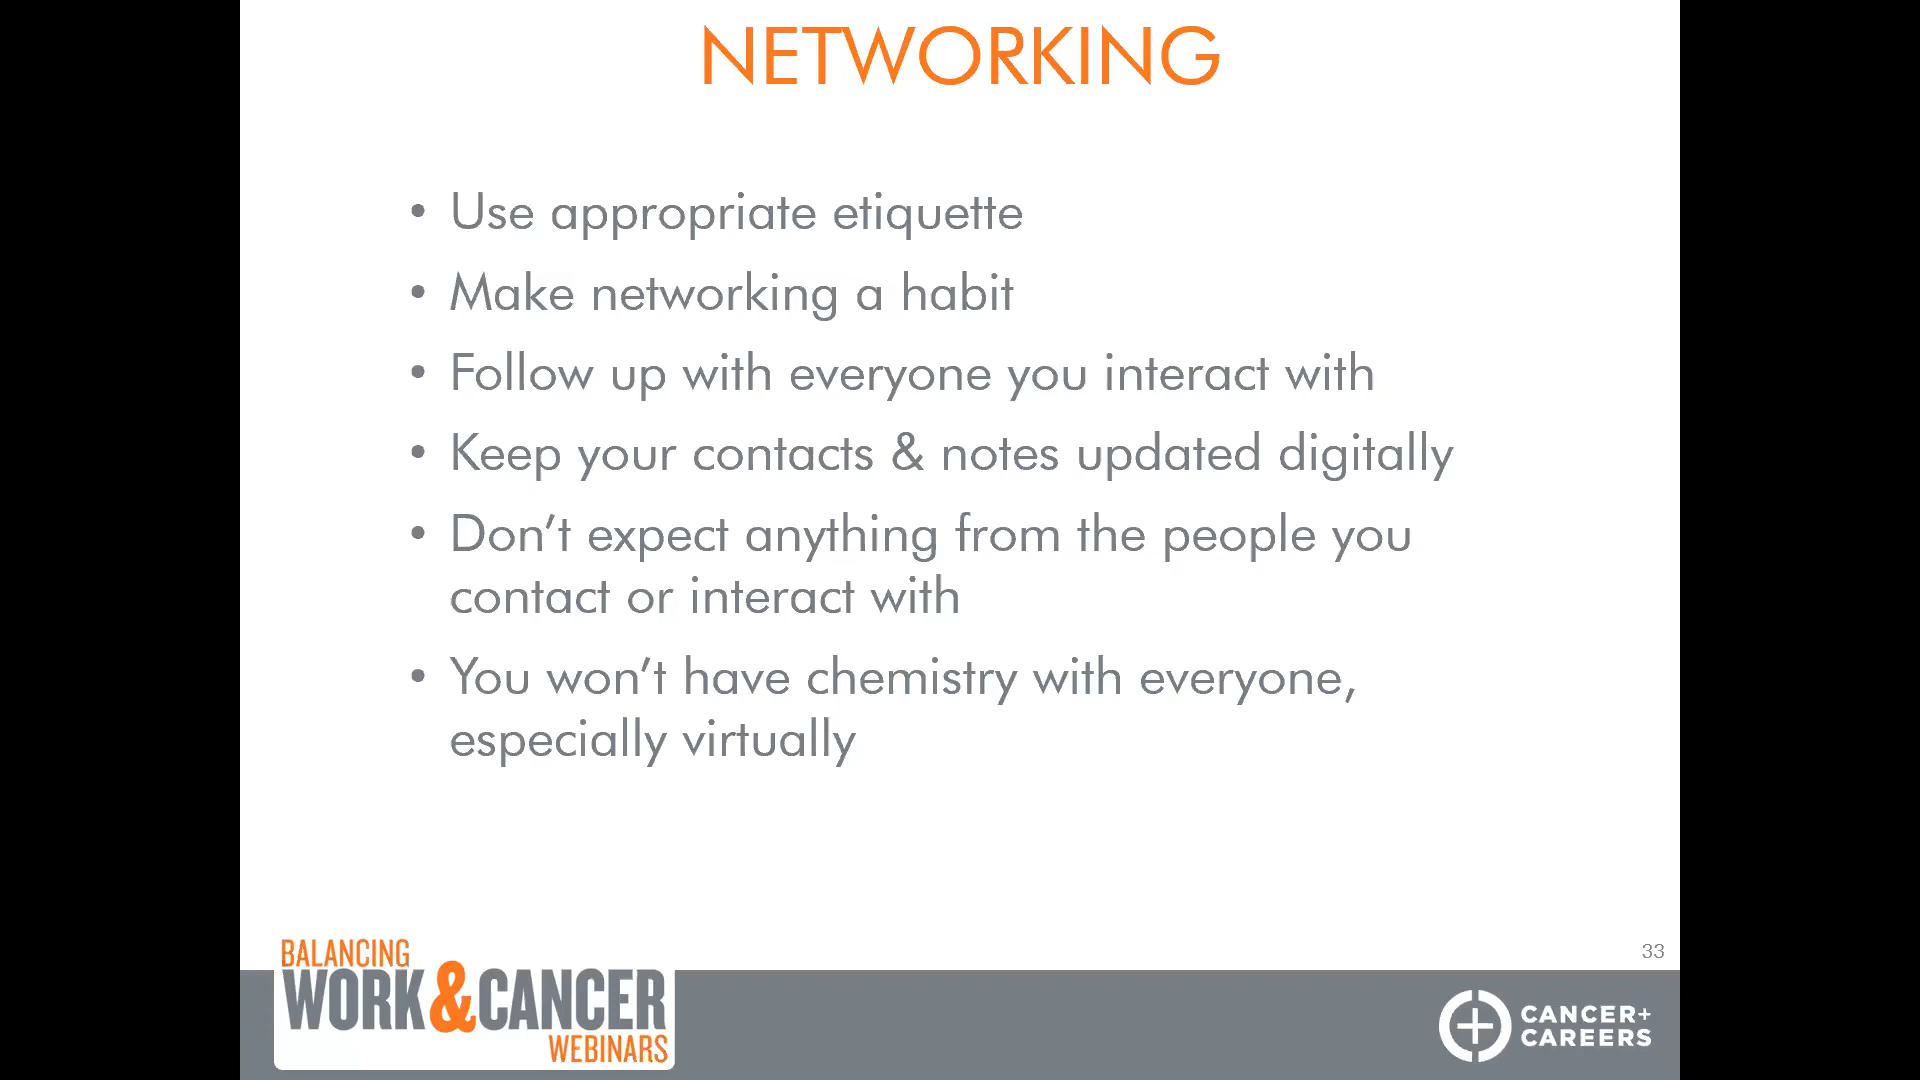 NETWORKING
• Use appropriate etiquette
• Make networking a habit
• Follow up with everyone you interact with
• Keep your contacts & notes updated digitally
• Don’t expect anything from the people you
contact or interact with
• You won’t have chemistry with everyone,
especially virtually
33
BALANCING
WORK&CANCER
WEBINARS
CANCER+
CAREERS